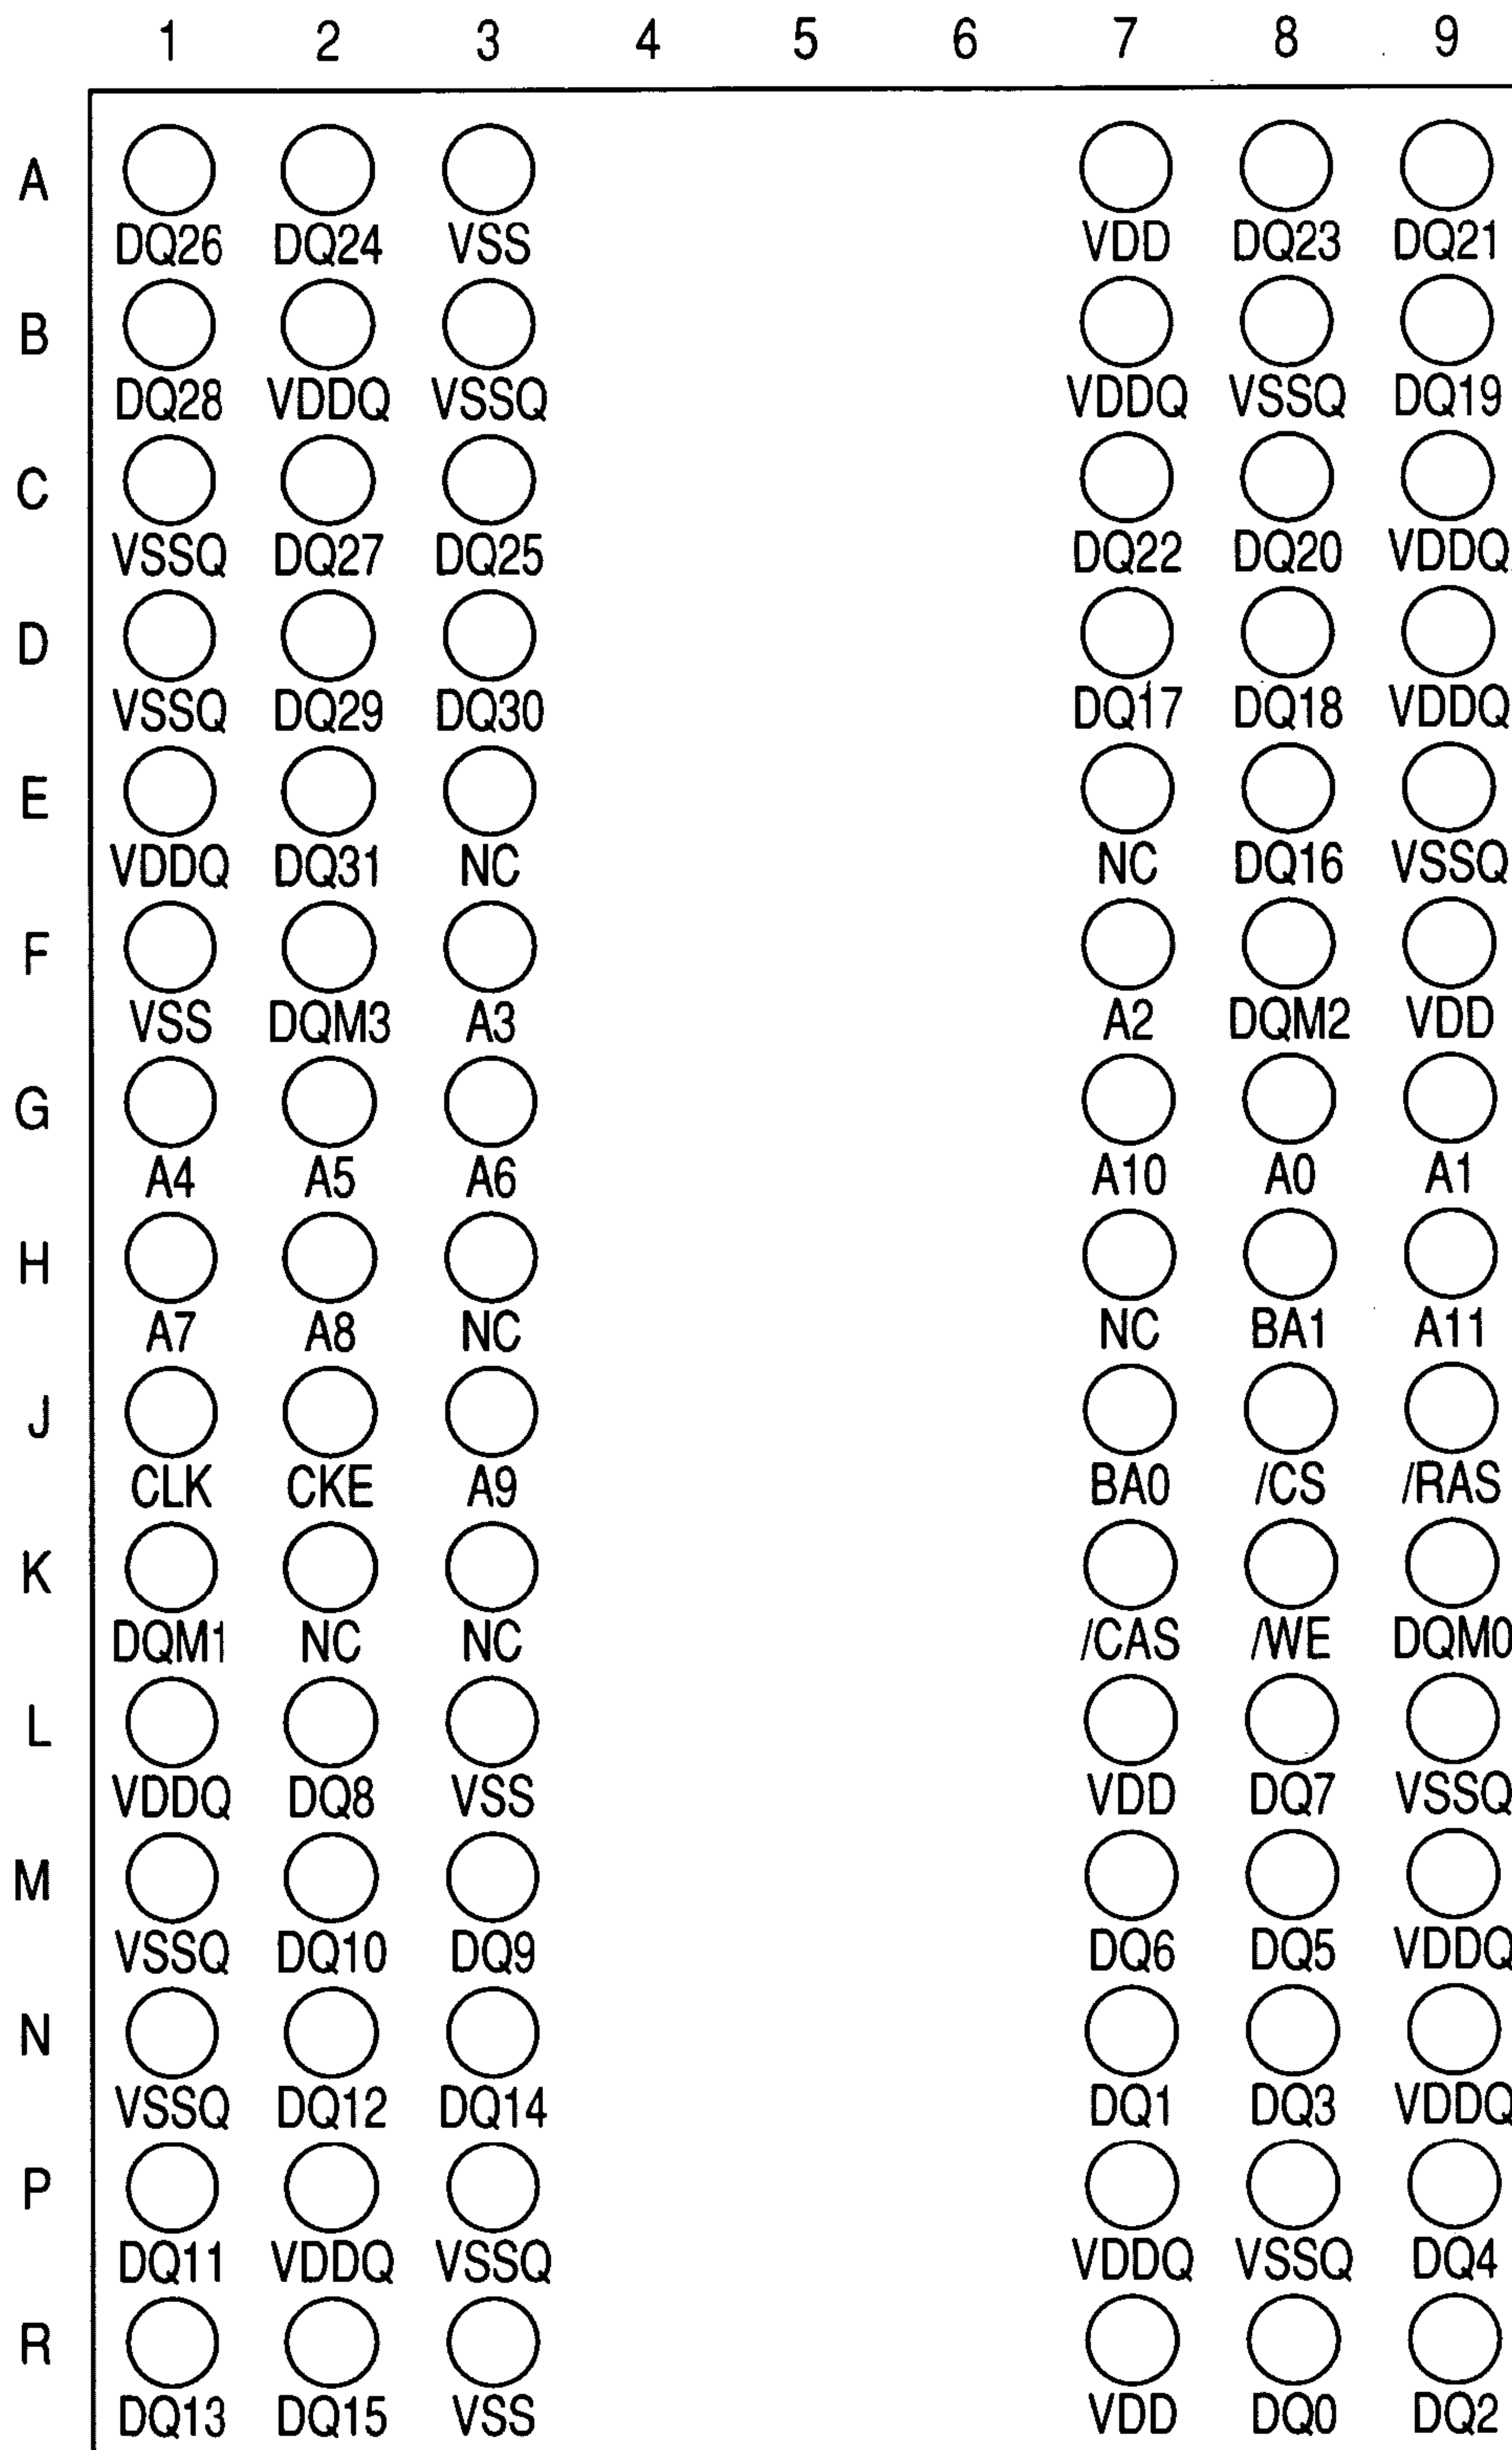 1 2 3 4 5 6 7 8 9
A
DQ26 DQ24 VSS VDD DQ23 DQ21
B
DQ28 VDDQ VSSQ VDDQ VSSQ DQ19
C
VSSQ DQ27 DQ25 DQ22 DQ20 VDDQ
D
VSSQ DQ29 DQ30 DQ17 DQ18 VDDQ
E
VDDQ DQ31 NC NC DQ16 VSSQ
F
VSS DQM3 A3 A2 DQM2 VDD
G
A4 A5 A6 A10 A0 A1
H
A7 A8 NC NC BA1 A11
J
CLK CKE A9 BA0 /CS /RAS
K
DQM1 NC NC /CAS /WE DQM0
L
VDDQ DQ8 VSS VDD DQ7 VSSQ
M
VSSQ DQ10 DQ9 DQ6 DQ5 VDDQ
N
VSSQ DQ12 DQ14 DQ1 DQ3 VDDQ
P
DQ11 VDDQ VSSQ VDDQ VSSQ DQ4
R
DQ13 DQ15 VSS VDD DQ0 DQ2